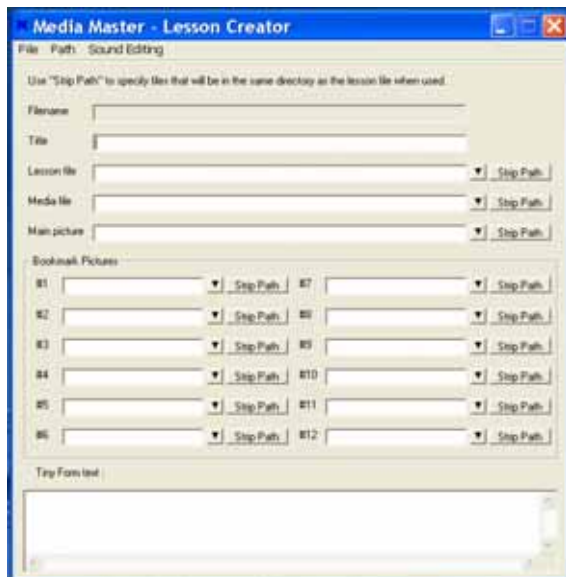 Media Master - Lesson Creator
File Path Sound Editing
Use "Strip Path" to specify files that will be in the same directory as the lesson file when used.
Filename
Title
Lesson file Strip Path
Media file Strip Path
Main picture Strip Path
Bookmark Pictures
#1 Strip Path #7 Strip Path
#2 Strip Path #8 Strip Path
#3 Strip Path #9 Strip Path
#4 Strip Path #10 Strip Path
#5 Strip Path #11 Strip Path
#6 Strip Path #12 Strip Path
Tiny Form text